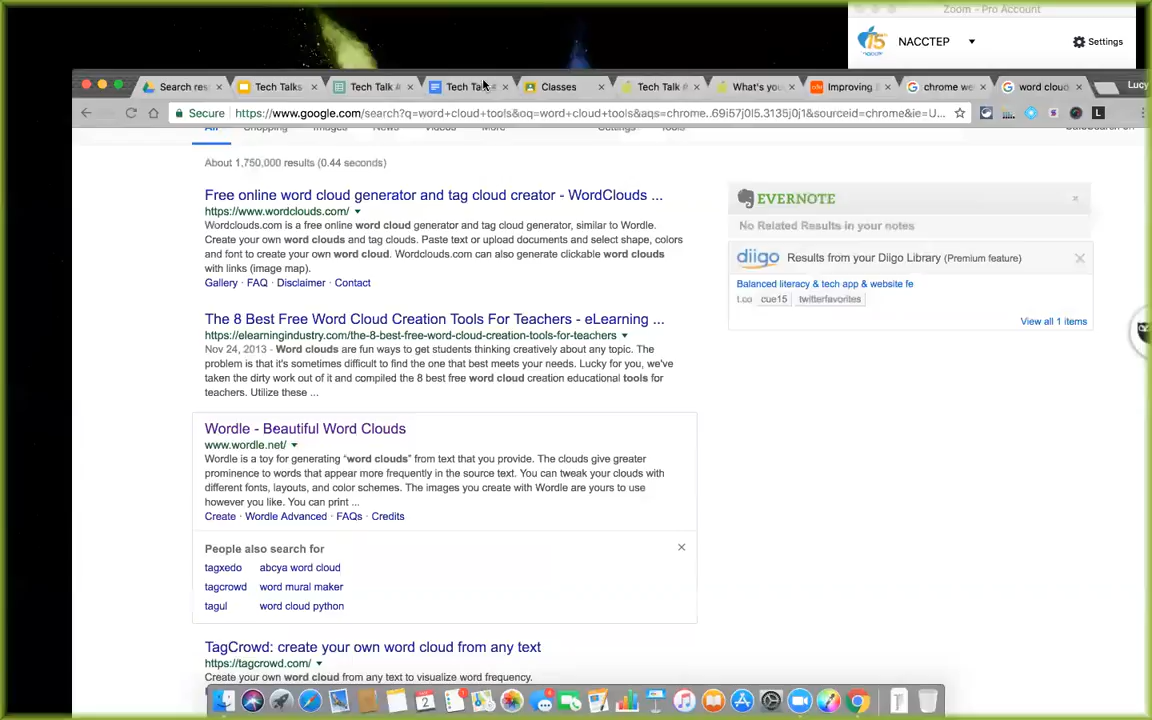 Zoom - Pro Account
15
NACCTEP
Settings
Search res
Tech Talks
Tech Talk
Tech Talk
Classes
Tech Talk
What's you
Improving
chrome we
word clou
Lucy
Secure
https://www.google.com/search?q=word+cloud+tools&oq=word+cloud+tools&aqs=chrome..69i57j0l5.3135j0j1&sourceid=chrome&ie=U...
All Shopping Images News Videos More Settings Tools
About 1,750,000 results (0.44 seconds)
Free online word cloud generator and tag cloud creator - WordClouds ...
https://www.wordclouds.com/
Wordclouds.com is a free online word cloud generator and tag cloud generator, similar to Wordle.
Create your own word clouds and tag clouds. Paste text or upload documents and select shape, colors
and font to create your own word cloud. Wordclouds.com can also generate clickable word clouds
with links (image map).
Gallery · FAQ · Disclaimer · Contact
The 8 Best Free Word Cloud Creation Tools For Teachers - eLearning ...
https://elearningindustry.com/the-8-best-free-word-cloud-creation-tools-for-teachers
Nov 24, 2013 - Word clouds are fun ways to get students thinking creatively about any topic. The
problem is that it's sometimes difficult to find the one that best meets your needs. Lucky for you, we've
taken the dirty work out of it and compiled the 8 best free word cloud creation educational tools for
teachers. Utilize these ...
Wordle - Beautiful Word Clouds
www.wordle.net/
Wordle is a toy for generating “word clouds” from text that you provide. The clouds give greater
prominence to words that appear more frequently in the source text. You can tweak your clouds with
different fonts, layouts, and color schemes. The images you create with Wordle are yours to use
however you like. You can print ...
Create · Wordle Advanced · FAQs · Credits
People also search for
tagxedo abcya word cloud
tagcrowd word mural maker
tagul word cloud python
TagCrowd: create your own word cloud from any text
https://tagcrowd.com/
Create your own word cloud from any text to visualize word frequency.
EVERNOTE
No Related Results in your notes
diigo Results from your Diigo Library (Premium feature)
Balanced literacy & tech app & website fe
t.co cue15 twitterfavorites
View all 1 items
2